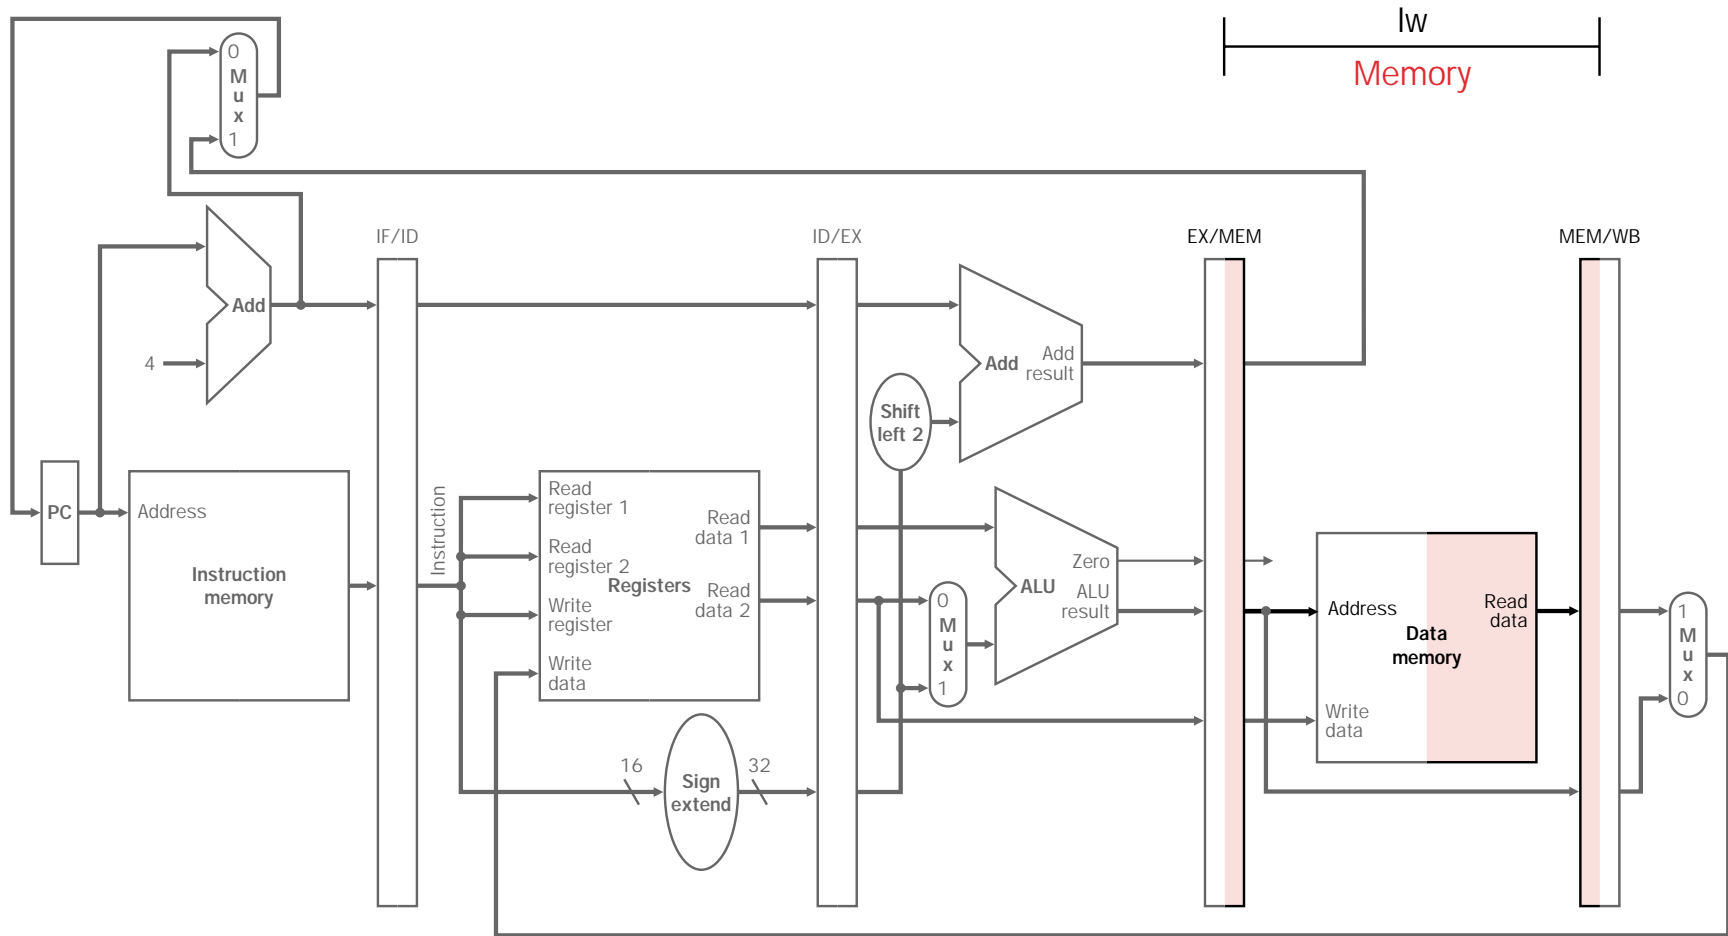 lw
Memory
0
M
u
x
1
IF/ID
ID/EX
EX/MEM
MEM/WB
Add
4
Add
Add
result
Shift
left 2
PC
Address
Instruction
memory
Instruction
Read
register 1
Read
register 2
Write
register
Write
data
Registers
Read
data 1
Read
data 2
16
Sign
extend
32
0
M
u
x
1
Zero
ALU
ALU
result
Address
Read
data
Data
memory
Write
data
1
M
u
x
0